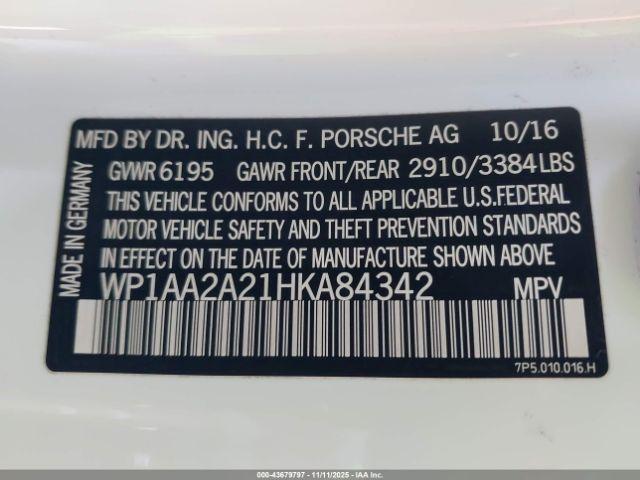 MFD BY DR. ING. H.C. F. PORSCHE AG 10/16
GVWR 6195 GAWR FRONT/REAR 2910/3384 LBS
THIS VEHICLE CONFORMS TO ALL APPLICABLE U.S.FEDERAL
MOTOR VEHICLE SAFETY AND THEFT PREVENTION STANDARDS
IN EFFECT ON THE DATE OF MANUFACTURE SHOWN ABOVE.
WP1AA2A21HKA84342 MPV
7P5.010.016.H
MADE IN GERMANY
000-43679797 - 11/11/2025 - IAAI.COM